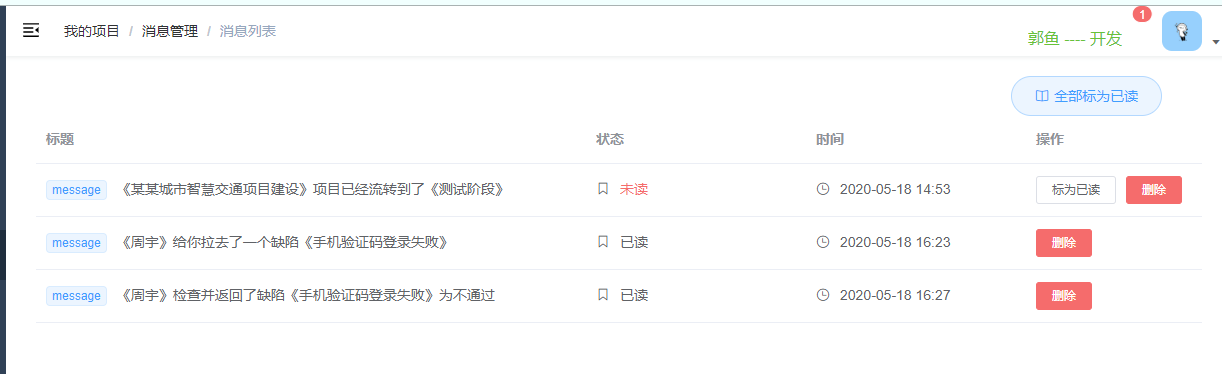 我的项目 / 消息管理 / 消息列表
1
郭鱼 ---- 开发
全部标为已读
标题 状态 时间 操作
message 《某某城市智慧交通项目建设》项目已经流转到了《测试阶段》 未读 2020-05-18 14:53 标为已读 删除
message 《周宇》给你拉去了一个缺陷《手机验证码登录失败》 已读 2020-05-18 16:23 删除
message 《周宇》检查并返回了缺陷《手机验证码登录失败》为不通过 已读 2020-05-18 16:27 删除